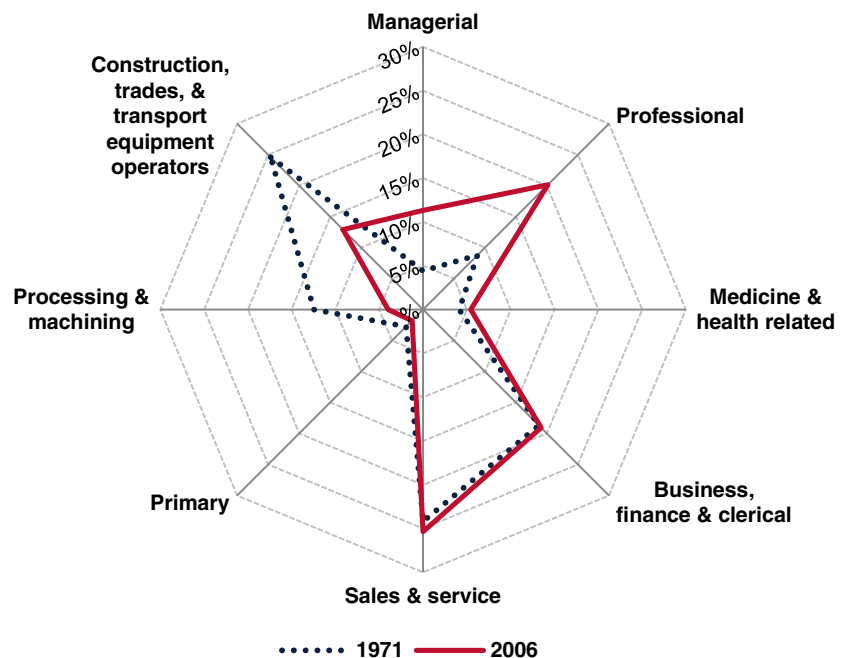 Managerial
30%
25%
20%
15%
10%
5%
%
Professional
Medicine &
health related
Business,
finance & clerical
Sales & service
Primary
Processing &
machining
Construction,
trades, &
transport
equipment
operators
1971 2006